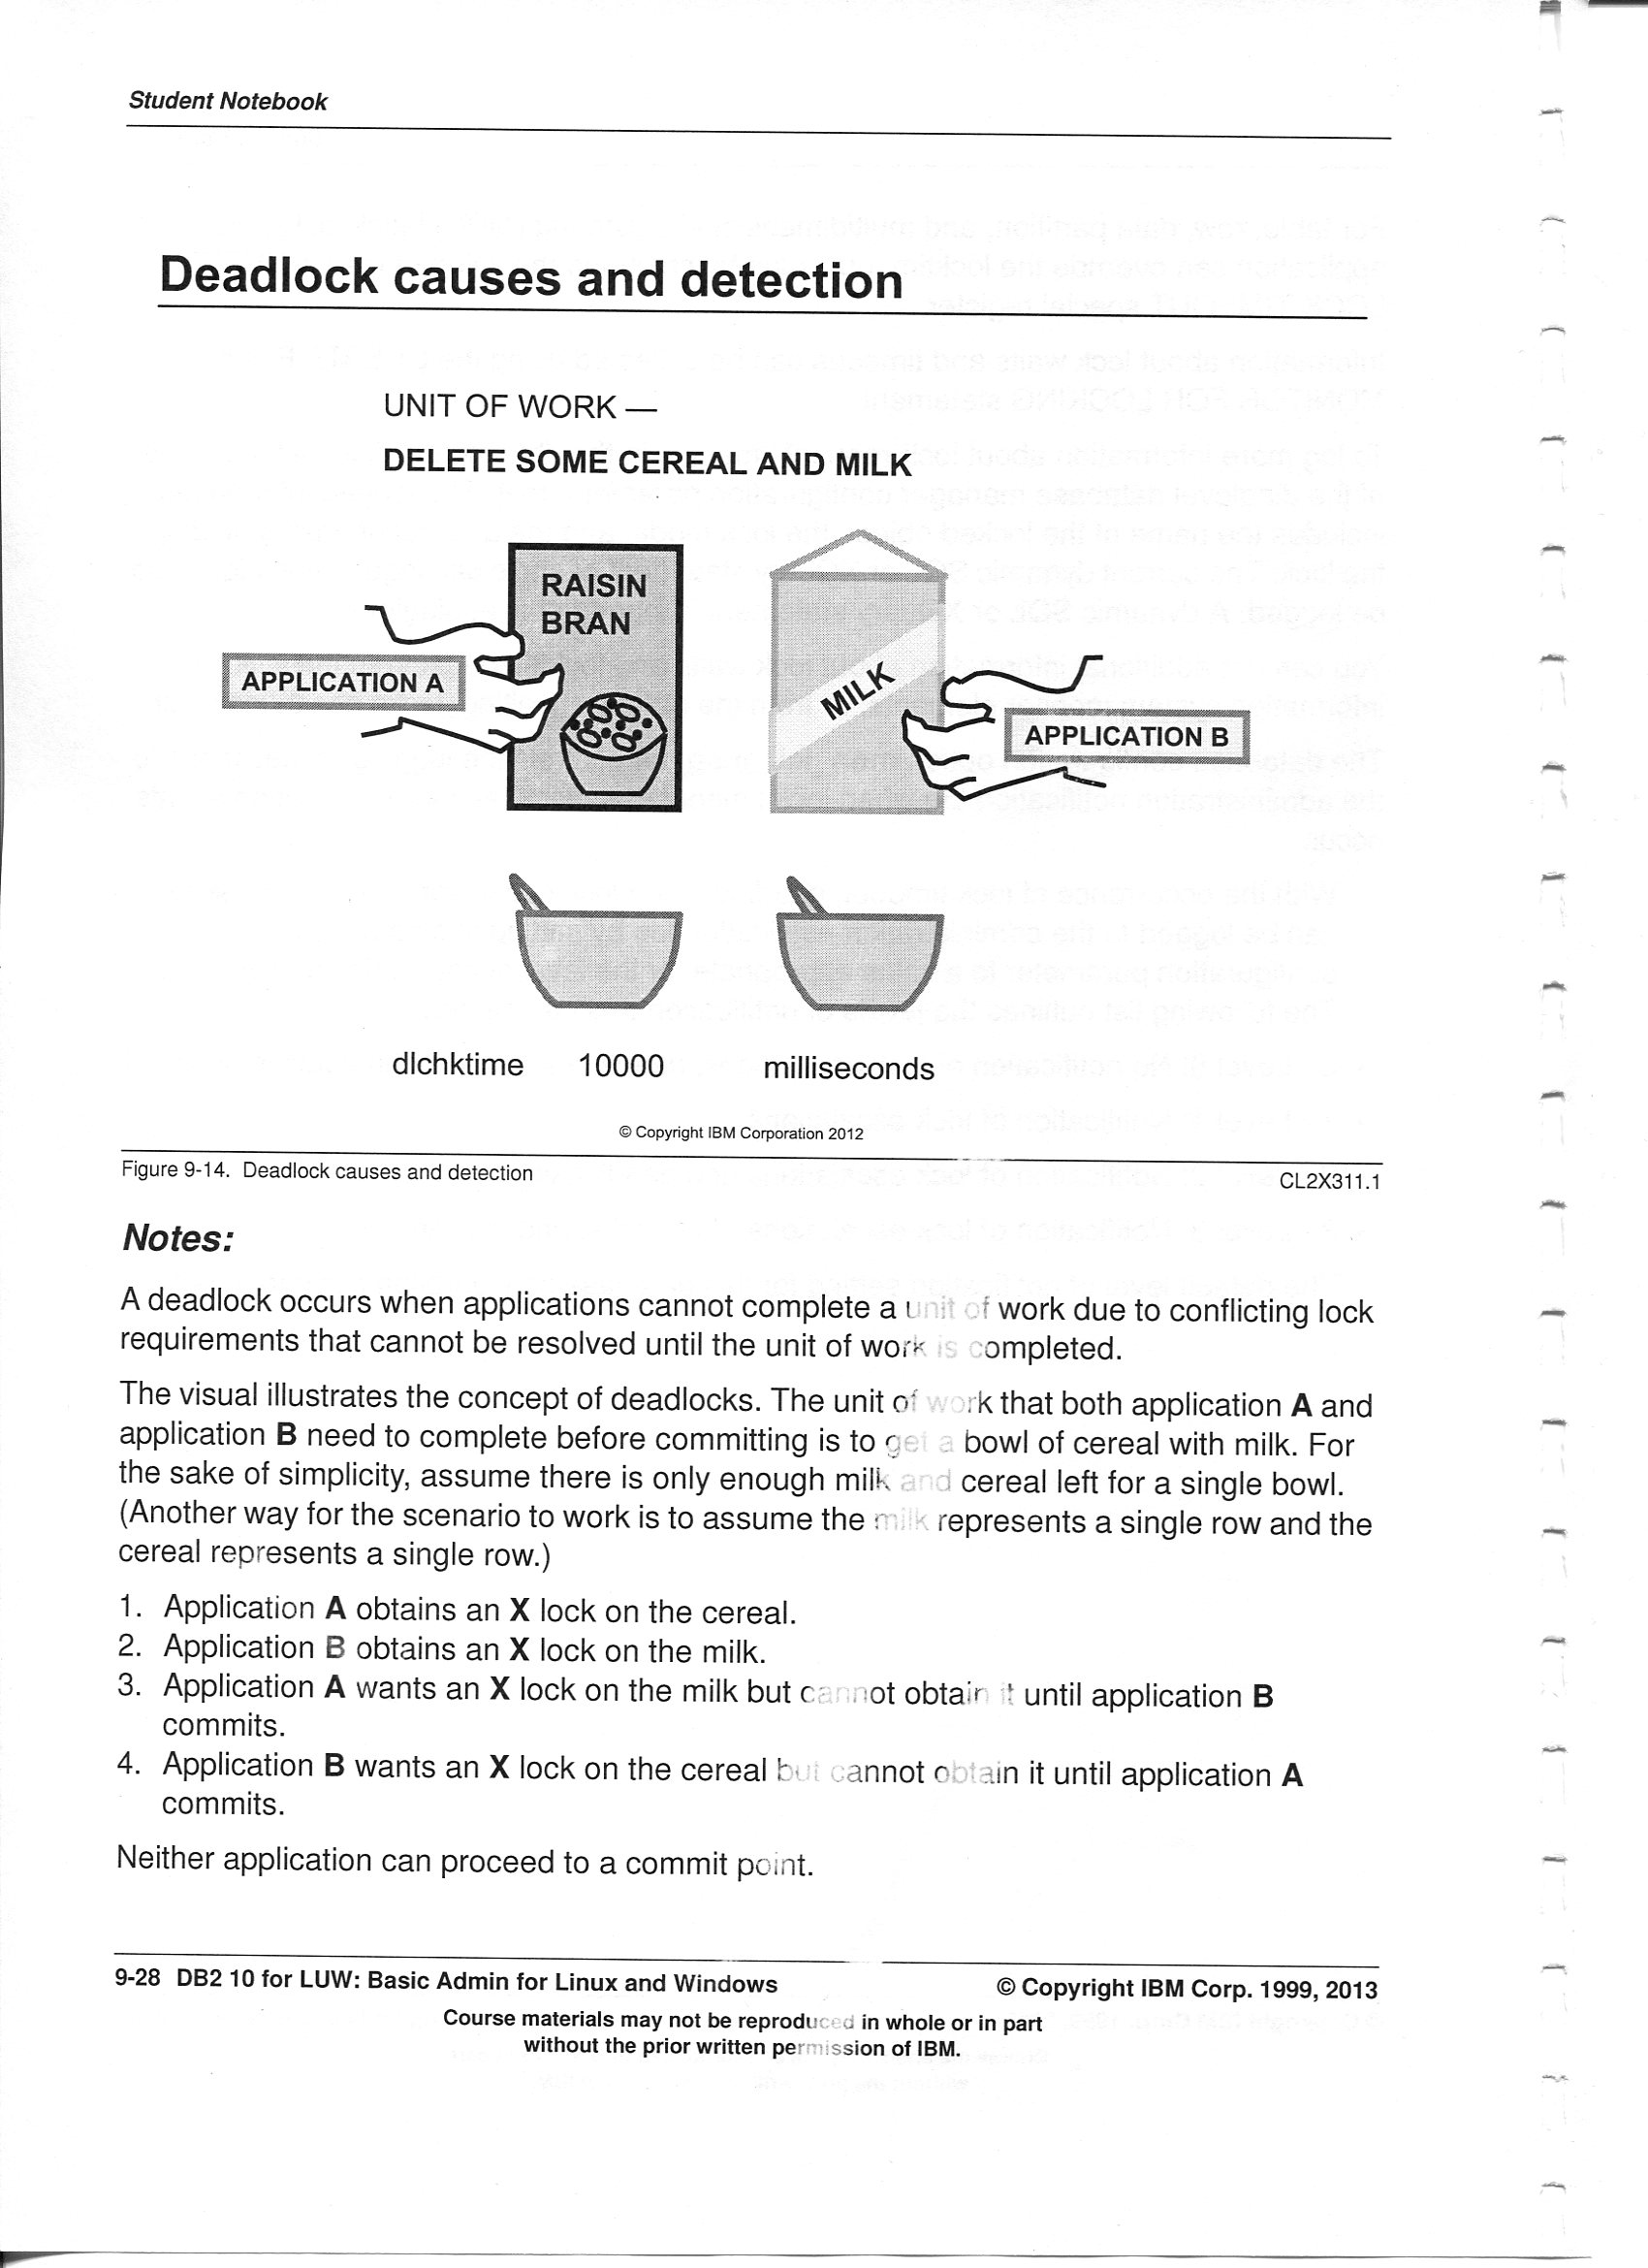 Student Notebook
Deadlock causes and detection
UNIT OF WORK —
DELETE SOME CEREAL AND MILK
RAISIN
BRAN
MILK
APPLICATION A
APPLICATION B
dlchktime 10000 milliseconds
© Copyright IBM Corporation 2012
Figure 9-14. Deadlock causes and detection CL2X311.1
Notes:
A deadlock occurs when applications cannot complete a unit of work due to conflicting lock
requirements that cannot be resolved until the unit of work is completed.
The visual illustrates the concept of deadlocks. The unit of work that both application A and
application B need to complete before committing is to get a bowl of cereal with milk. For
the sake of simplicity, assume there is only enough milk and cereal left for a single bowl.
(Another way for the scenario to work is to assume the milk represents a single row and the
cereal represents a single row.)
1. Application A obtains an X lock on the cereal.
2. Application B obtains an X lock on the milk.
3. Application A wants an X lock on the milk but cannot obtain it until application B
commits.
4. Application B wants an X lock on the cereal but cannot obtain it until application A
commits.
Neither application can proceed to a commit point.
9-28 DB2 10 for LUW: Basic Admin for Linux and Windows © Copyright IBM Corp. 1999, 2013
Course materials may not be reproduced in whole or in part
without the prior written permission of IBM.